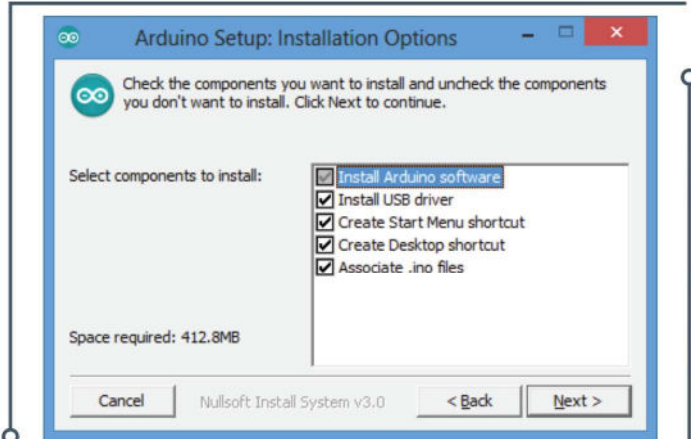 Arduino Setup: Installation Options
Check the components you want to install and uncheck the components
you don't want to install. Click Next to continue.
Select components to install:
Install Arduino software
Install USB driver
Create Start Menu shortcut
Create Desktop shortcut
Associate .ino files
Space required: 412.8MB
Cancel
Nullsoft Install System v3.0
< Back
Next >